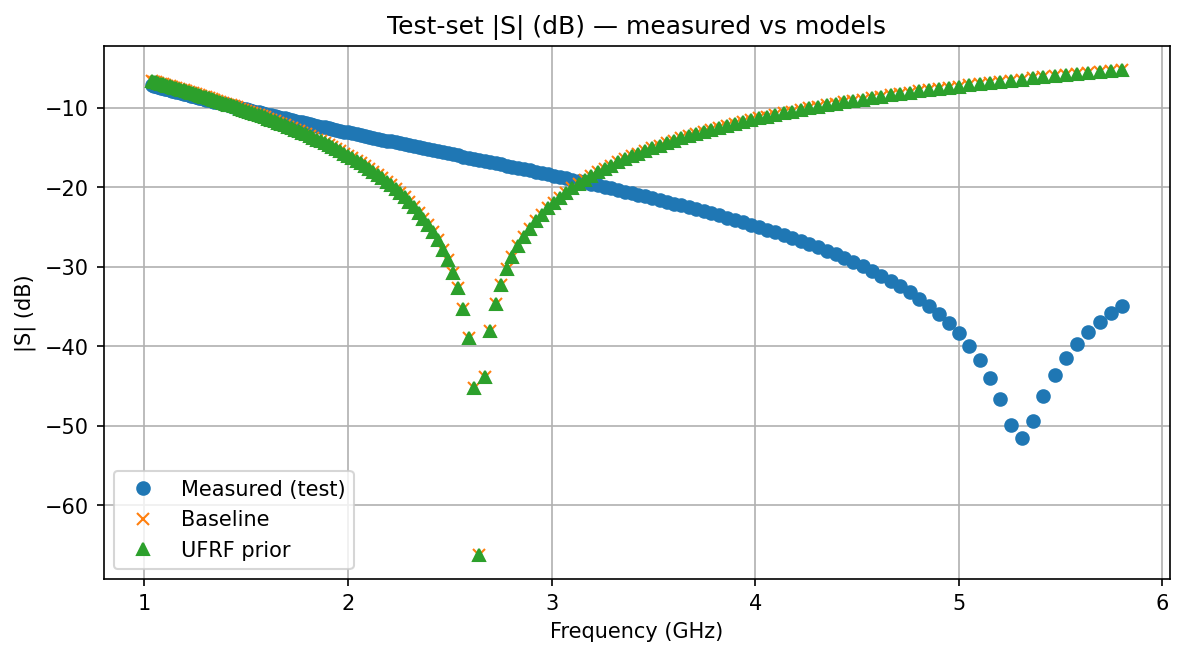 Test-set |S| (dB) — measured vs models
|S| (dB)
−10
−20
−30
−40
−50
−60
Measured (test)
Baseline
UFRF prior
1
2
3
4
5
6
Frequency (GHz)